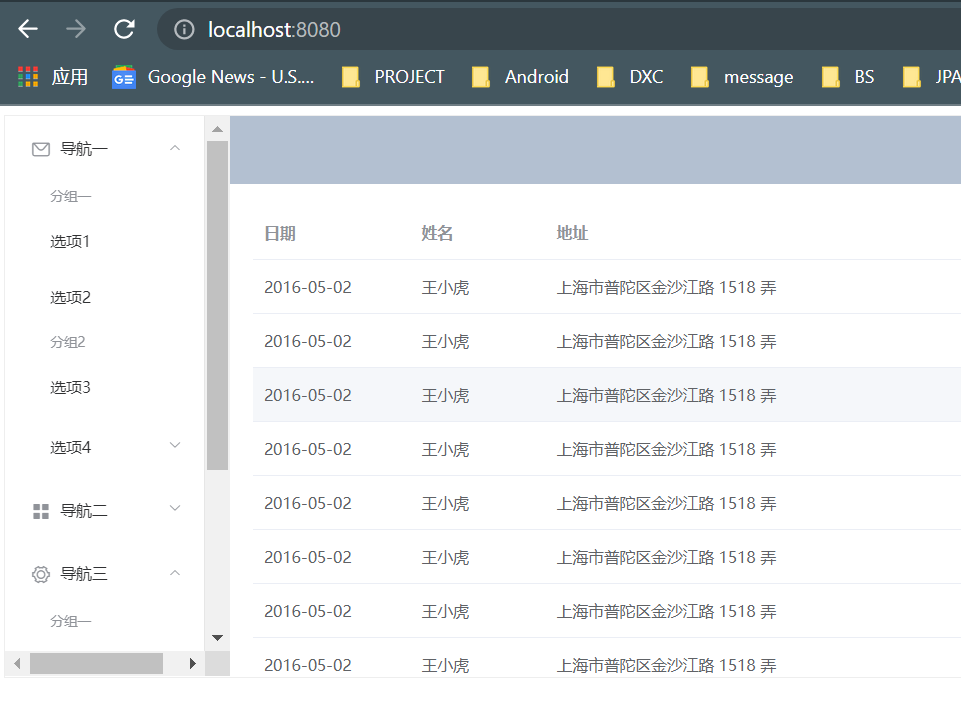 localhost:8080
应用 Google News - U.S.... PROJECT Android DXC message BS JPA
导航一
分组一
选项1
选项2
分组2
选项3
选项4
导航二
导航三
分组一
日期 姓名 地址
2016-05-02 王小虎 上海市普陀区金沙江路 1518 弄
2016-05-02 王小虎 上海市普陀区金沙江路 1518 弄
2016-05-02 王小虎 上海市普陀区金沙江路 1518 弄
2016-05-02 王小虎 上海市普陀区金沙江路 1518 弄
2016-05-02 王小虎 上海市普陀区金沙江路 1518 弄
2016-05-02 王小虎 上海市普陀区金沙江路 1518 弄
2016-05-02 王小虎 上海市普陀区金沙江路 1518 弄
2016-05-02 王小虎 上海市普陀区金沙江路 1518 弄